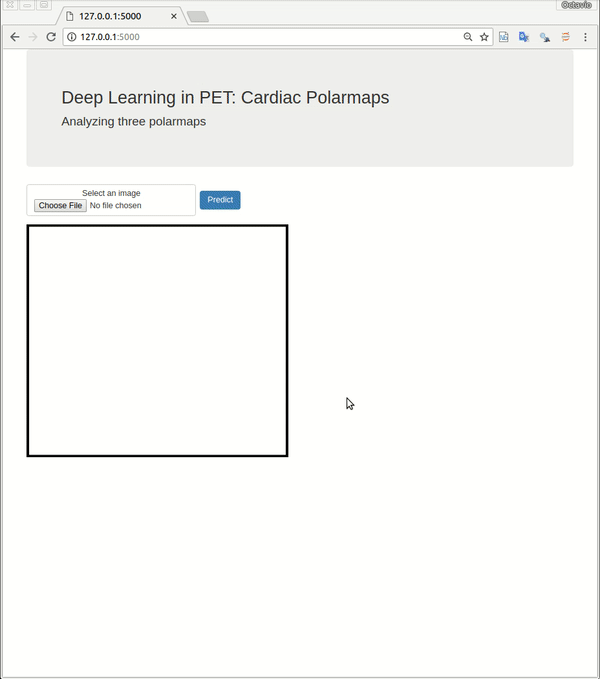 Octavio
127.0.0.1:5000
127.0.0.1:5000
Deep Learning in PET: Cardiac Polarmaps
Analyzing three polarmaps
Select an image
Choose File No file chosen
Predict